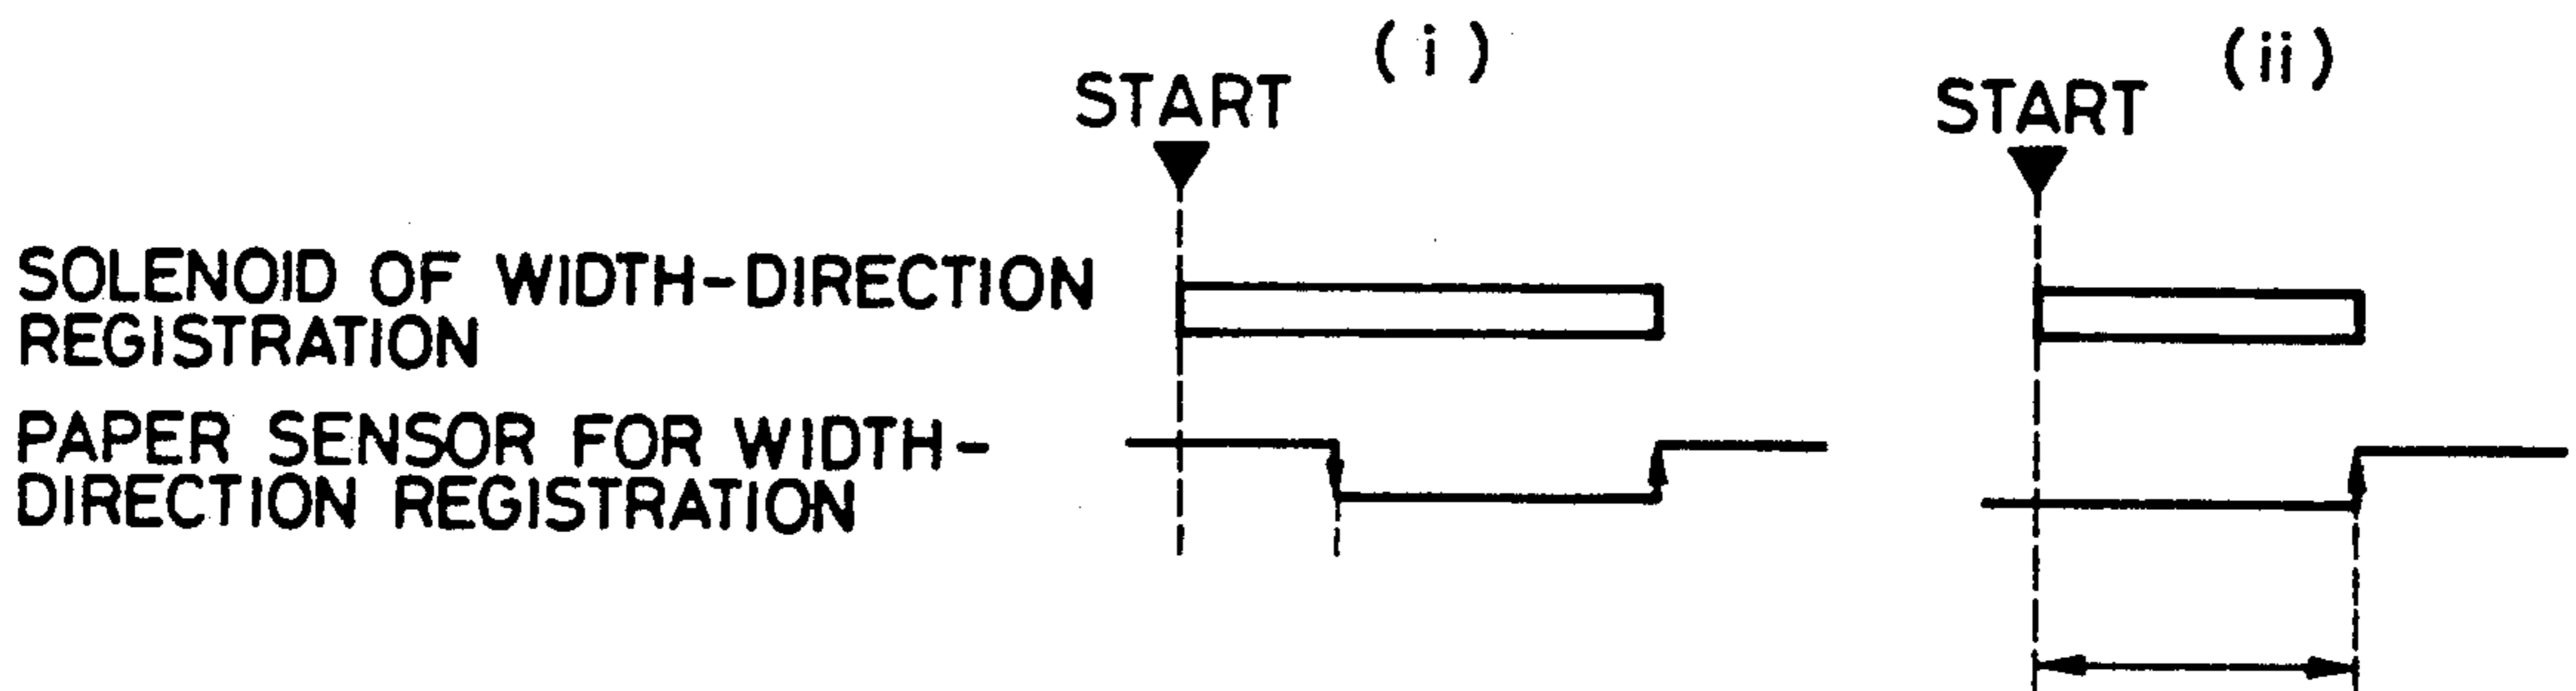 ( i )
( ii )
START
START
SOLENOID OF WIDTH-DIRECTION
REGISTRATION
PAPER SENSOR FOR WIDTH-
DIRECTION REGISTRATION